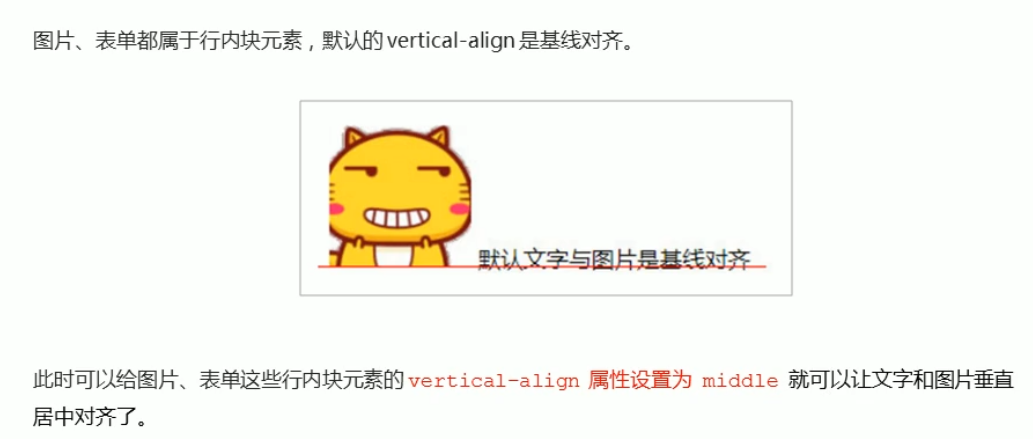 图片、表单都属于行内块元素，默认的 vertical-align 是基线对齐。
默认文字与图片是基线对齐
此时可以给图片、表单这些行内块元素的 vertical-align 属性设置为 middle 就可以让文字和图片垂直
居中对齐了。